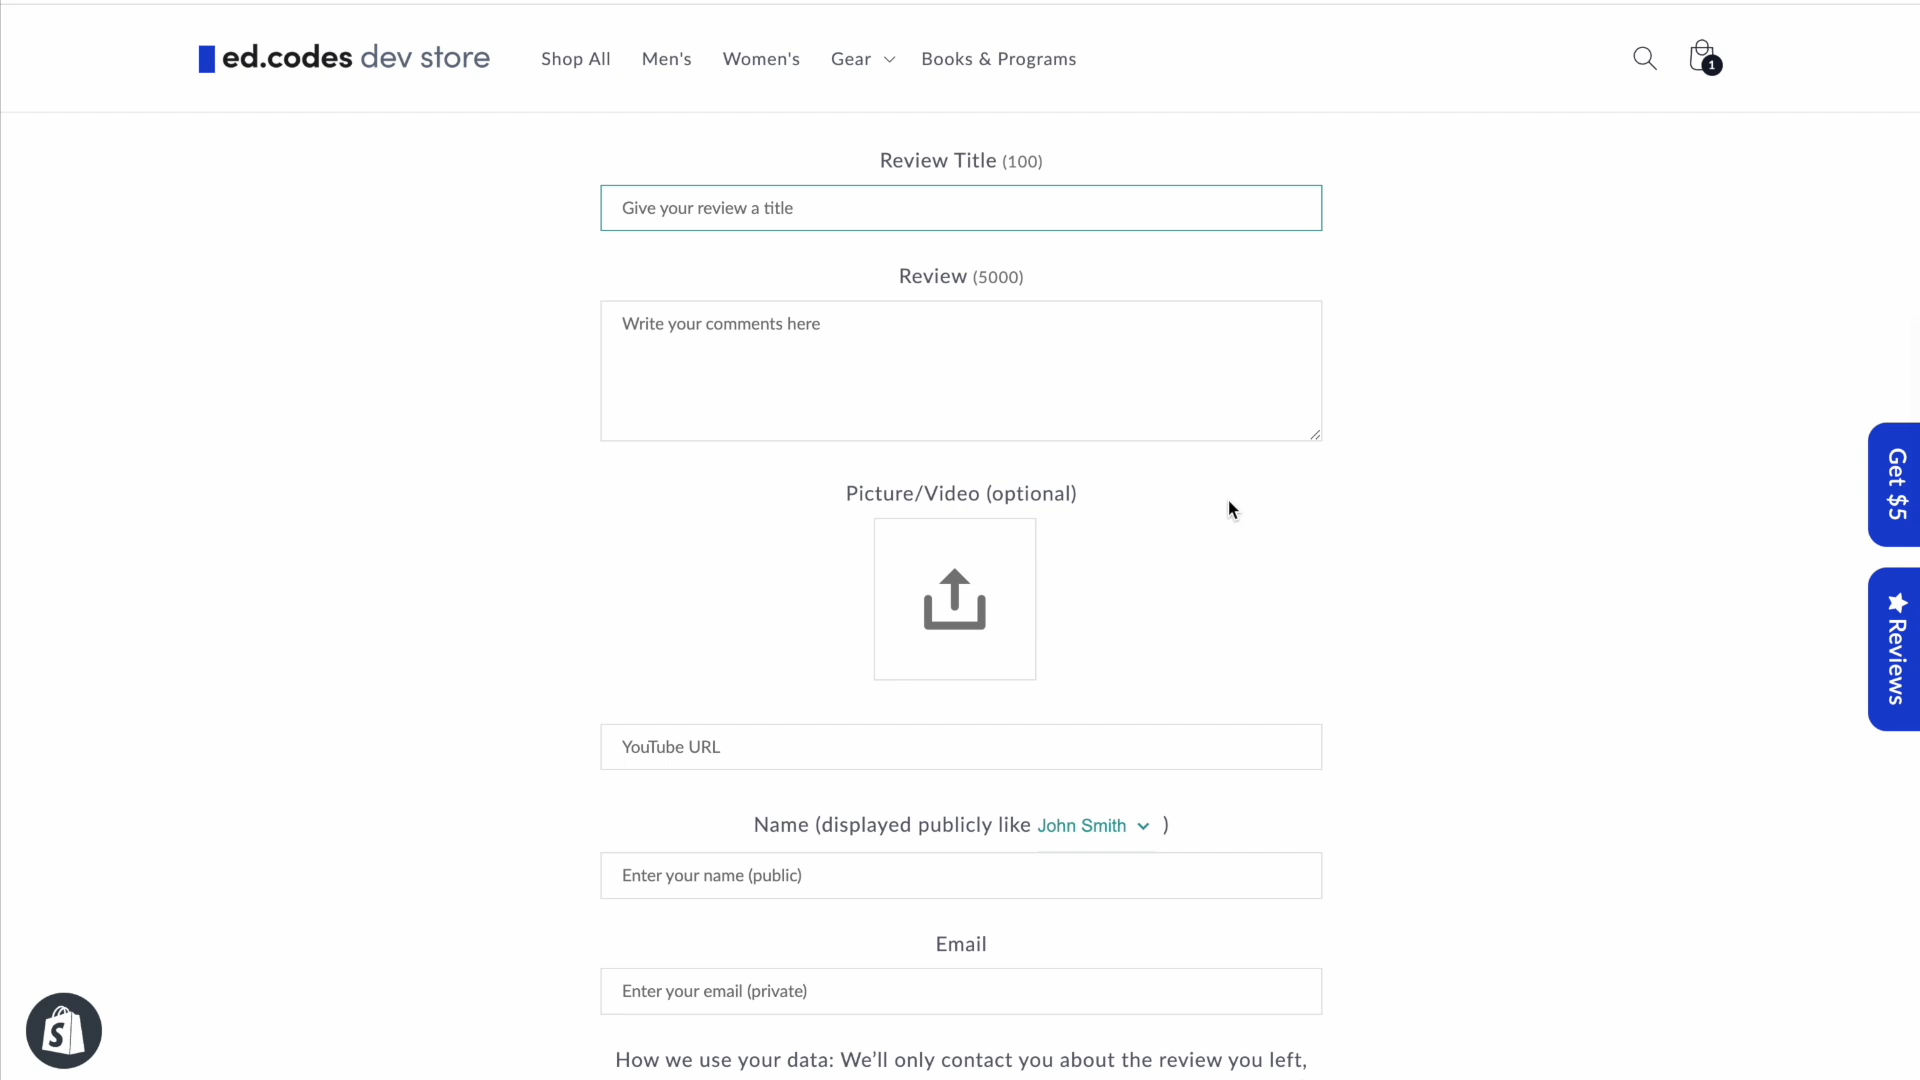 ed.codes dev store
Shop All Men's Women's Gear Books & Programs
1
Review Title (100)
Give your review a title
Review (5000)
Write your comments here
Picture/Video (optional)
Get $5
Reviews
YouTube URL
Name (displayed publicly like John Smith )
Enter your name (public)
Email
Enter your email (private)
How we use your data: We’ll only contact you about the review you left,